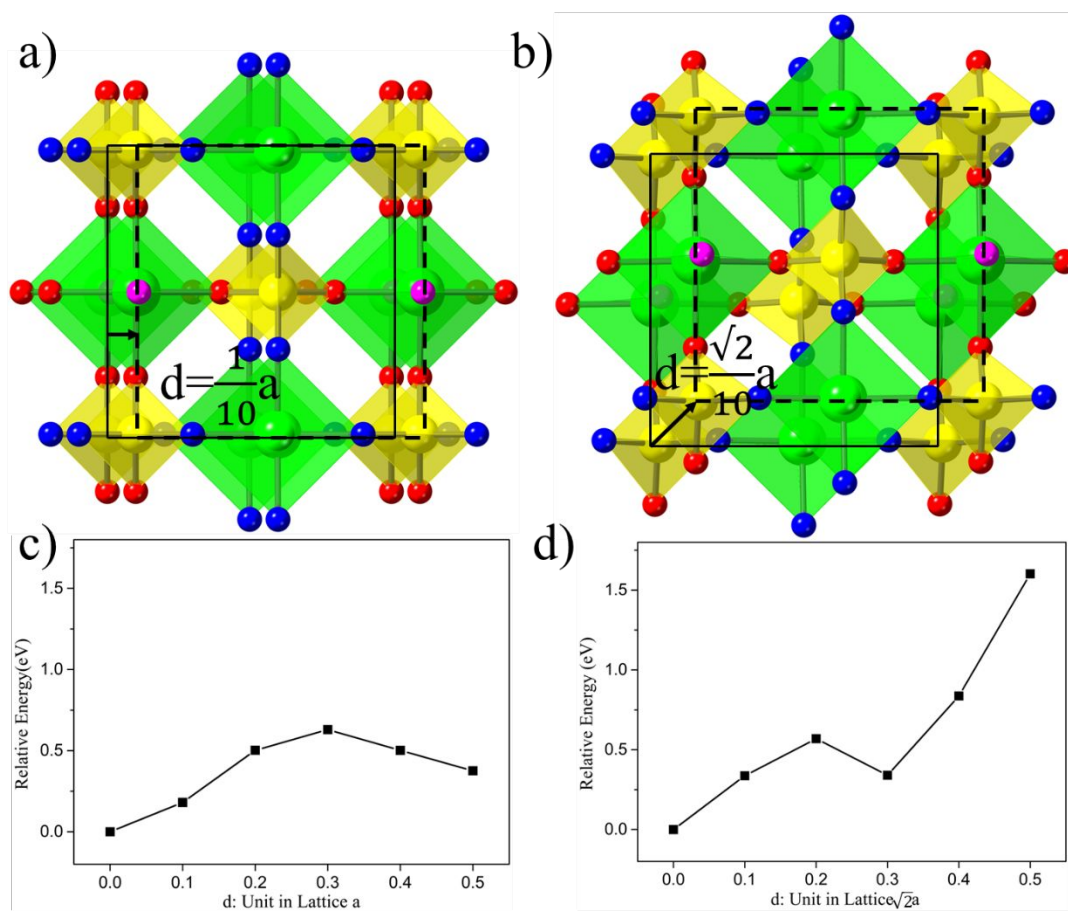 a)
b)
d=1/10 a
d=√2/10 a
c)
d)
Relative Energy(eV)
1.5
1.0
0.5
0.0
0.0 0.1 0.2 0.3 0.4 0.5
d: Unit in Lattice a
Relative Energy (eV)
1.5
1.0
0.5
0.0
0.0 0.1 0.2 0.3 0.4 0.5
d: Unit in Lattice√2a